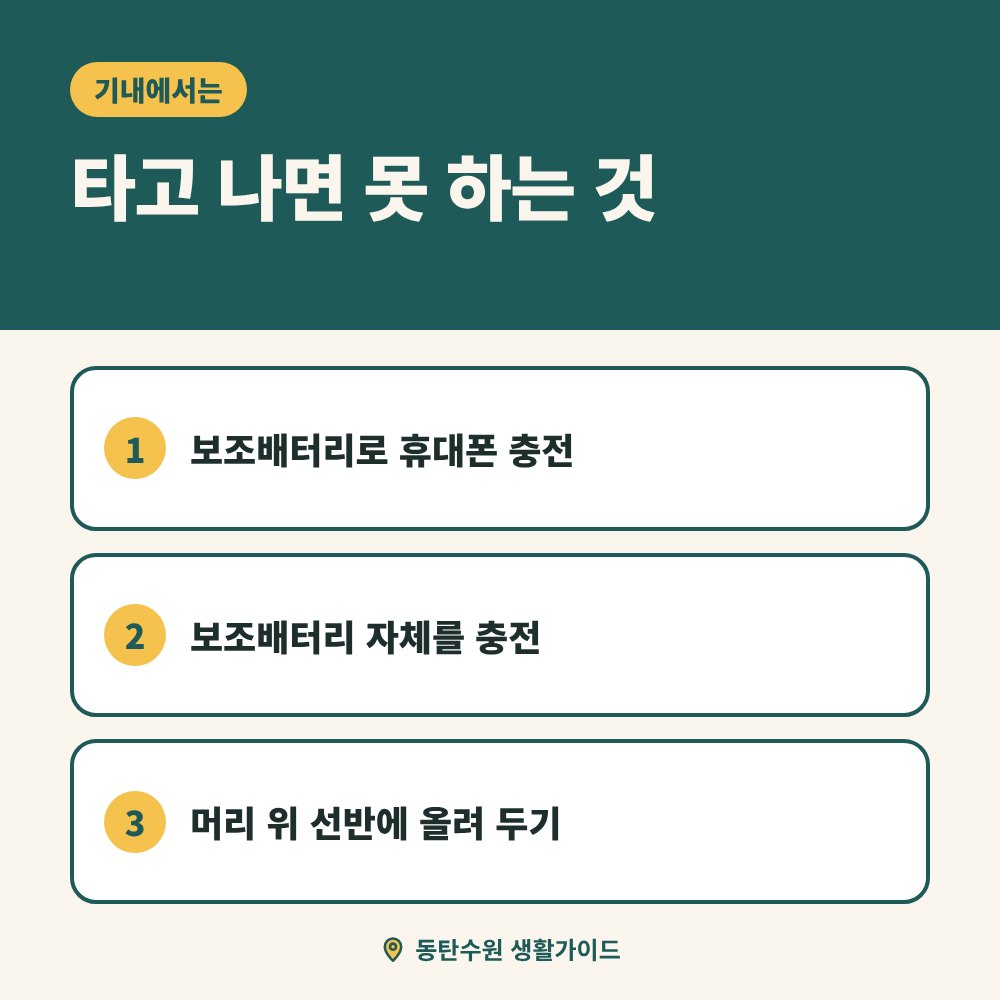 기내에서는
타고 나면 못 하는 것
1 보조배터리로 휴대폰 충전
2 보조배터리 자체를 충전
3 머리 위 선반에 올려 두기
동탄수원 생활가이드